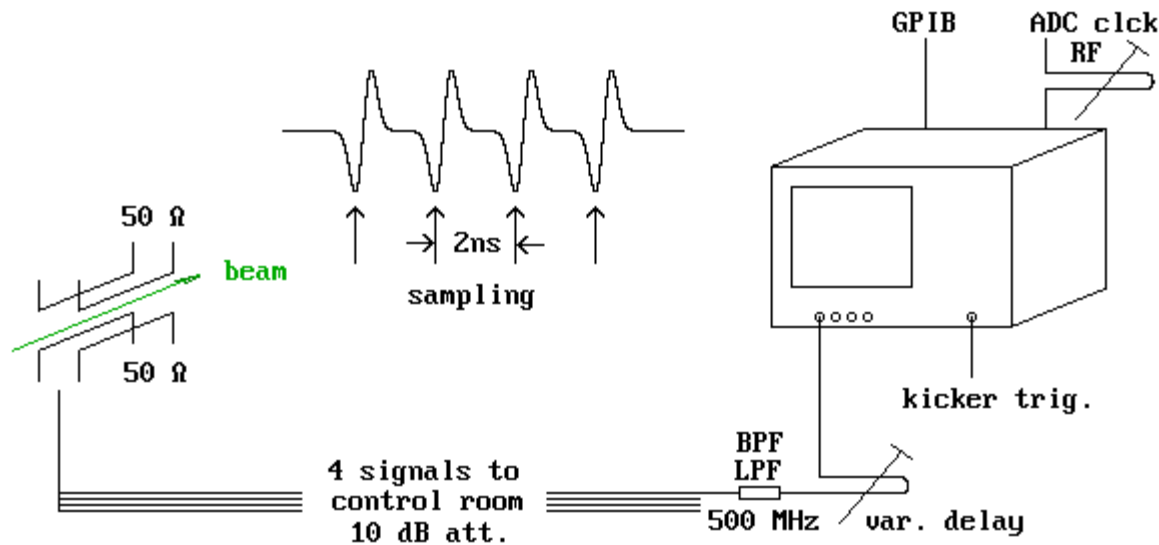 GPIB
ADC clck
RF
50 Ω
beam
2ns
sampling
50 Ω
kicker trig.
4 signals to
control room
10 dB att.
BPF
LPF
500 MHz
var. delay